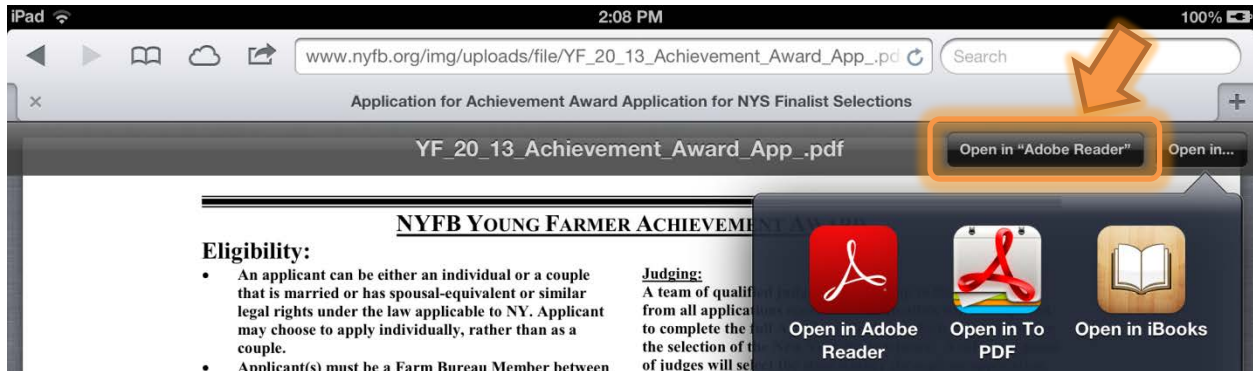 iPad
2:08 PM
100%
www.nyfb.org/img/uploads/file/YF_20_13_Achievement_Award_App_.pd
Search
Application for Achievement Award Application for NYS Finalist Selections
YF_20_13_Achievement_Award_App_.pdf
Open in “Adobe Reader”
Open in...
NYFB YOUNG FARMER ACHIEVEMENT AWARD
Eligibility:
• An applicant can be either an individual or a couple
that is married or has spousal-equivalent or similar
legal rights under the law applicable to NY. Applicant
may choose to apply individually, rather than as a
couple.
• Applicant(s) must be a Farm Bureau Member between
Judging:
A team of qualified
from all applications
to complete the
the selection of
of judges will select
Open in Adobe
Reader
Open in To
PDF
Open in iBooks